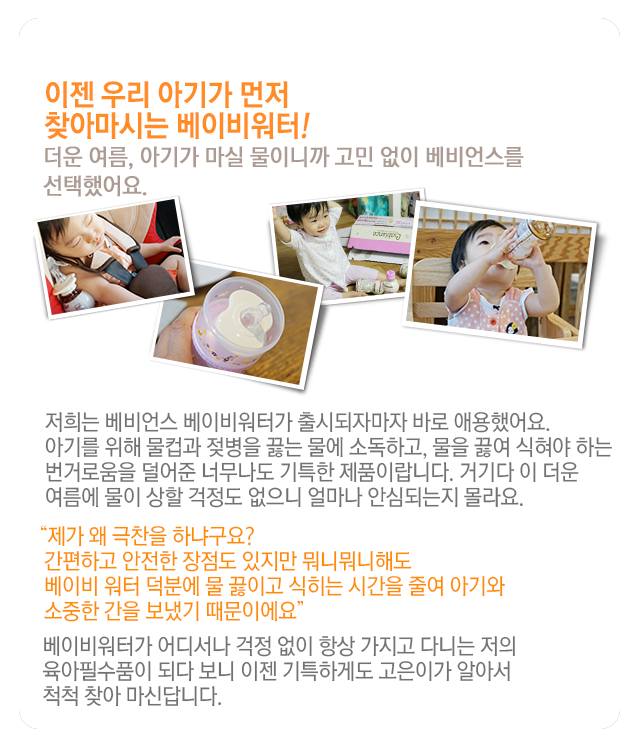 이젠 우리 아기가 먼저
찾아마시는 베이비워터!
더운 여름, 아기가 마실 물이니까 고민 없이 베비언스를
선택했어요.
저희는 베비언스 베이비워터가 출시되자마자 바로 애용했어요.
아기를 위해 물컵과 젖병을 끓는 물에 소독하고, 물을 끓여 식혀야 하는
번거로움을 덜어준 너무나도 기특한 제품이랍니다. 거기다 이 더운
여름에 물이 상할 걱정도 없으니 얼마나 안심되는지 몰라요.
“제가 왜 극찬을 하냐구요?
간편하고 안전한 장점도 있지만 뭐니뭐니해도
베이비 워터 덕분에 물 끓이고 식히는 시간을 줄여 아기와
소중한 간을 보냈기 때문이에요”
베이비워터가 어디서나 걱정 없이 항상 가지고 다니는 저의
육아필수품이 되다 보니 이젠 기특하게도 고은이가 알아서
척척 찾아 마신답니다.